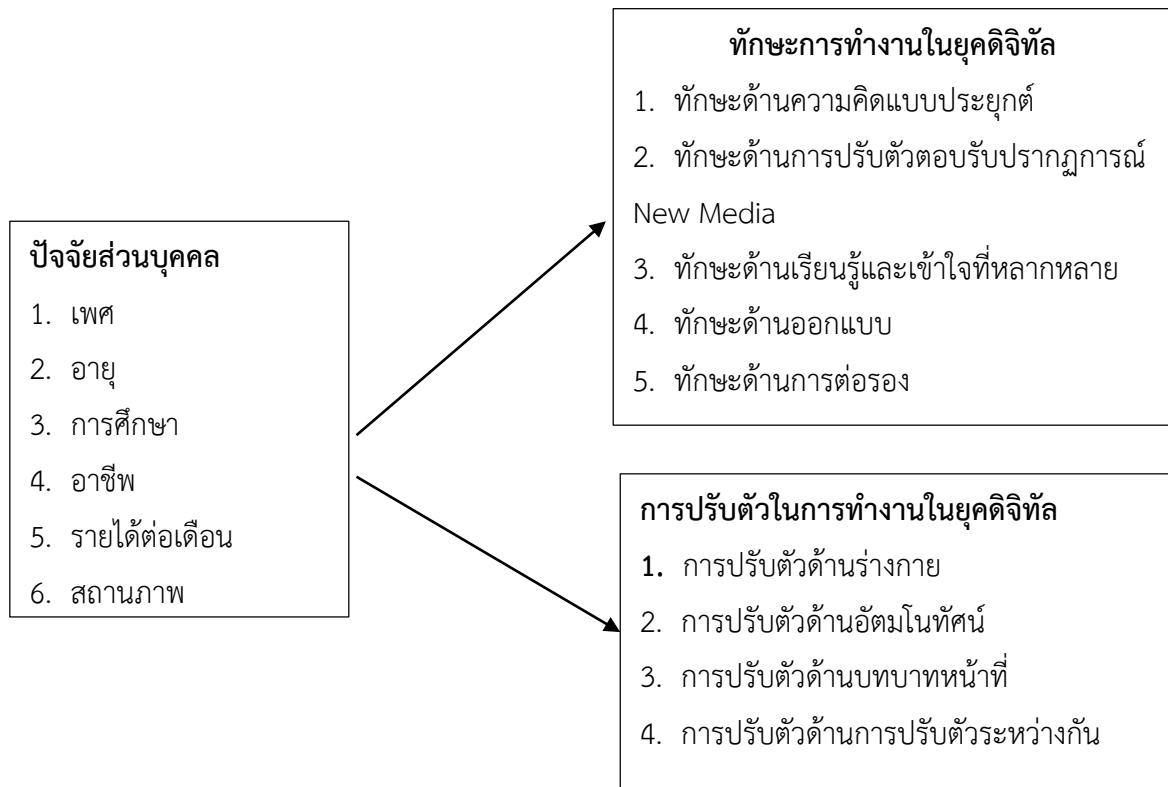 ทักษะการทำงานในยุคดิจิทัล
1. ทักษะด้านความคิดแบบประยุกต์
2. ทักษะด้านการปรับตัวตอบรับปรากฏการณ์
New Media
3. ทักษะด้านเรียนรู้และเข้าใจที่หลากหลาย
4. ทักษะด้านออกแบบ
5. ทักษะด้านการต่อรอง
ปัจจัยส่วนบุคคล
1. เพศ
2. อายุ
3. การศึกษา
4. อาชีพ
5. รายได้ต่อเดือน
6. สถานภาพ
การปรับตัวในการทำงานในยุคดิจิทัล
1. การปรับตัวด้านร่างกาย
2. การปรับตัวด้านอัตมโนทัศน์
3. การปรับตัวด้านบทบาทหน้าที่
4. การปรับตัวด้านการปรับตัวระหว่างกัน